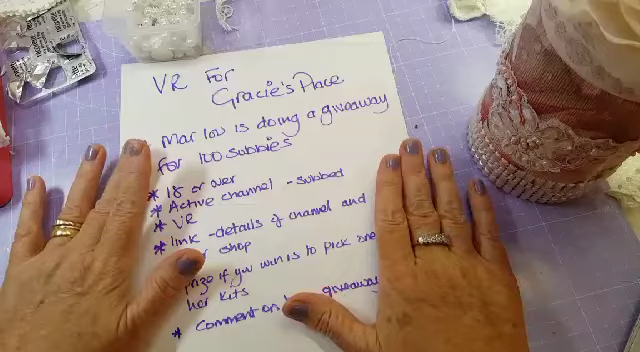 VR FOR
Gracie's Place
Marlow is doing a giveaway
for 100 subbies
* 18 or over
* Active channel - subbed
* VR
* link - details of channel and
shop
prize if you win is to pick one
her kits
* Comment on giveaway